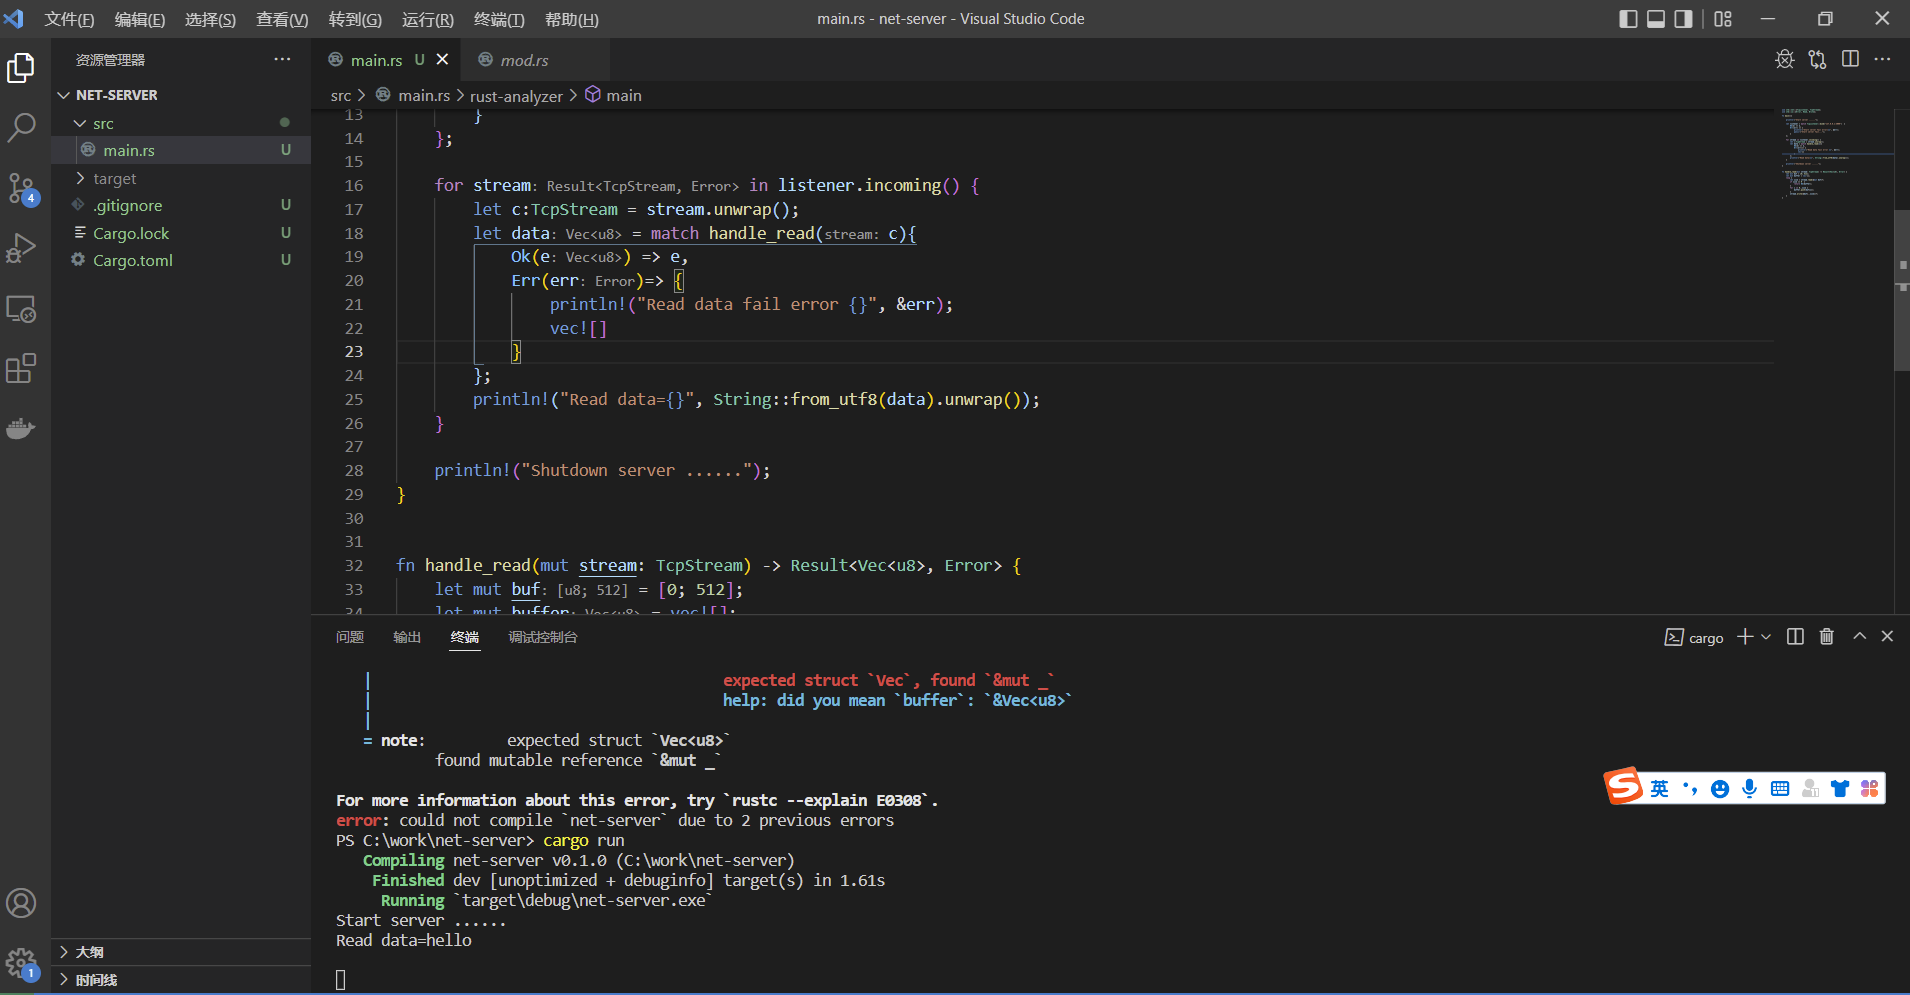 文件(F) 编辑(E) 选择(S) 查看(V) 转到(G) 运行(R) 终端(T) 帮助(H) main.rs - net-server - Visual Studio Code
资源管理器
NET-SERVER
src
main.rs U
target
.gitignore U
Cargo.lock U
Cargo.toml U
大纲
时间线
4
1
main.rs U
mod.rs
src > main.rs > rust-analyzer > main
13 }
14 };
15
16 for stream: Result<TcpStream, Error> in listener.incoming() {
17 let c:TcpStream = stream.unwrap();
18 let data: Vec<u8> = match handle_read(stream: c){
19 Ok(e: Vec<u8>) => e,
20 Err(err: Error)=> {
21 println!("Read data fail error {}", &err);
22 vec![]
23 }
24 };
25 println!("Read data={}", String::from_utf8(data).unwrap());
26 }
27
28 println!("Shutdown server ......");
29 }
30
31
32 fn handle_read(mut stream: TcpStream) -> Result<Vec<u8>, Error> {
33 let mut buf: [u8; 512] = [0; 512];
34 let mut buffer: Vec<u8> = vec![];
问题 输出 终端 调试控制台 cargo
| expected struct `Vec`, found `&mut _`
| help: did you mean `buffer`: `&Vec<u8>`
|
= note: expected struct `Vec<u8>`
found mutable reference `&mut _`
For more information about this error, try `rustc --explain E0308`.
error: could not compile `net-server` due to 2 previous errors
PS C:\work\net-server> cargo run
Compiling net-server v0.1.0 (C:\work\net-server)
Finished dev [unoptimized + debuginfo] target(s) in 1.61s
Running `target\debug\net-server.exe`
Start server ......
Read data=hello
S 英